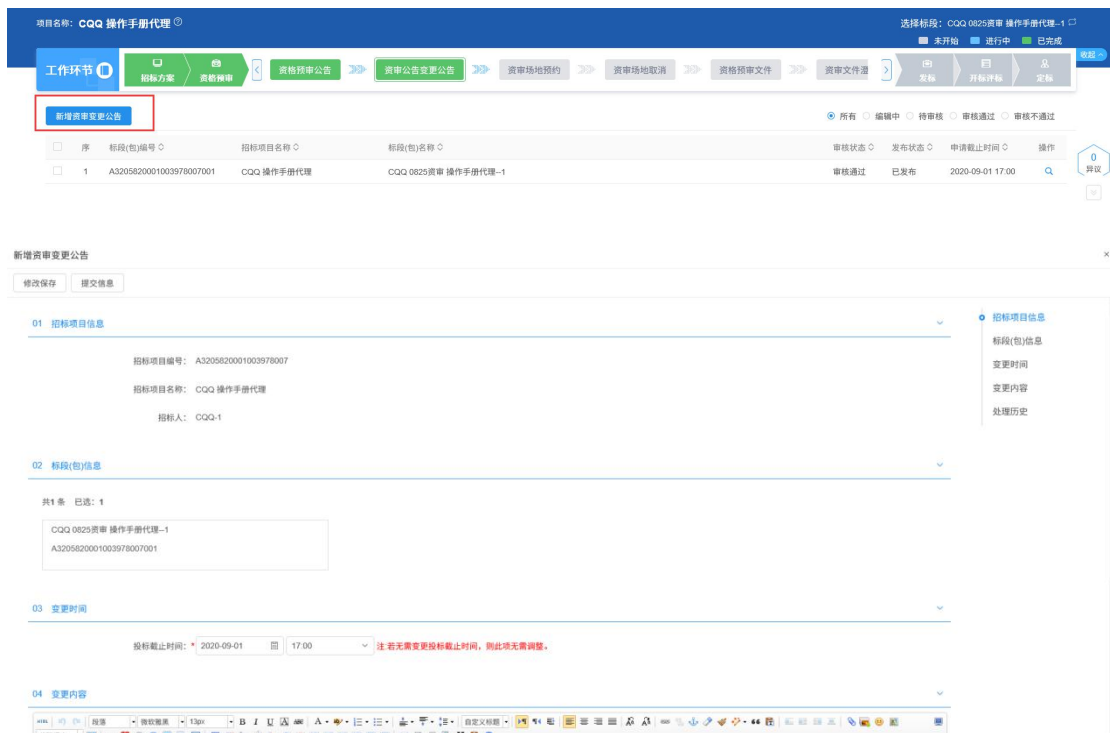 项目名称：CQQ 操作手册代理
选择标段：CQQ 0825资审 操作手册代理--1
未开始 进行中 已完成
收起
工作环节
招标方案 资格预审 资格预审公告 资审公告变更公告 资审场地预约 资审场地取消 资格预审文件 资审文件澄 发标 开标评标 定标
新增资审变更公告
所有 编辑中 待审核 审核通过 审核不通过
序 标段(包)编号 招标项目名称 标段(包)名称 审核状态 发布状态 申请截止时间 操作
1 A3205820001003978007001 CQQ 操作手册代理 CQQ 0825资审 操作手册代理--1 审核通过 已发布 2020-09-01 17:00
0
异议
新增资审变更公告
修改保存 提交信息
01 招标项目信息
招标项目编号： A3205820001003978007
招标项目名称： CQQ 操作手册代理
招标人： CQQ-1
招标项目信息
标段(包)信息
变更时间
变更内容
处理历史
02 标段(包)信息
共1 条 已选：1
CQQ 0825资审 操作手册代理--1
A3205820001003978007001
03 变更时间
投标截止时间：* 2020-09-01 17:00 注:若无需变更投标截止时间，则此项无需调整。
04 变更内容
HTML 段落 微软雅黑 13px B I U A ABC 自定义标题